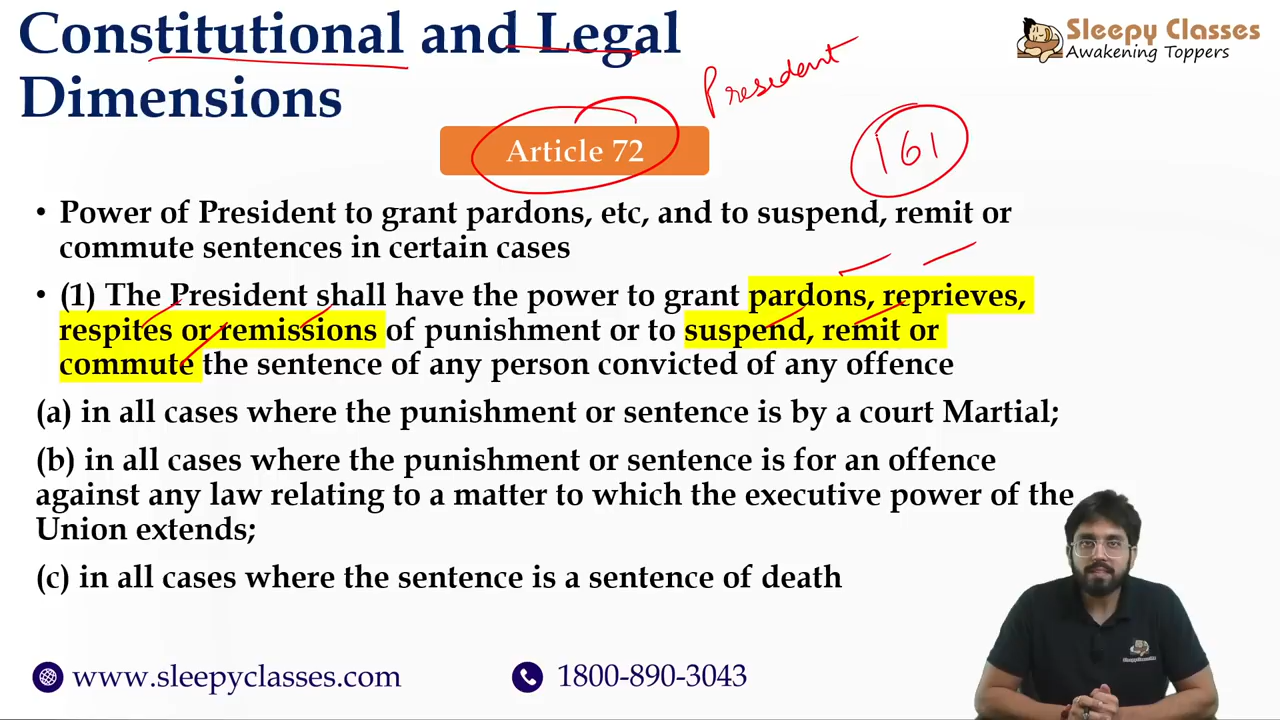 Constitutional and Legal
Dimensions
Sleepy Classes
Awakening Toppers
President
Article 72
161
• Power of President to grant pardons, etc, and to suspend, remit or
commute sentences in certain cases
• (1) The President shall have the power to grant pardons, reprieves,
respites or remissions of punishment or to suspend, remit or
commute the sentence of any person convicted of any offence
(a) in all cases where the punishment or sentence is by a court Martial;
(b) in all cases where the punishment or sentence is for an offence
against any law relating to a matter to which the executive power of the
Union extends;
(c) in all cases where the sentence is a sentence of death
www.sleepyclasses.com
1800-890-3043